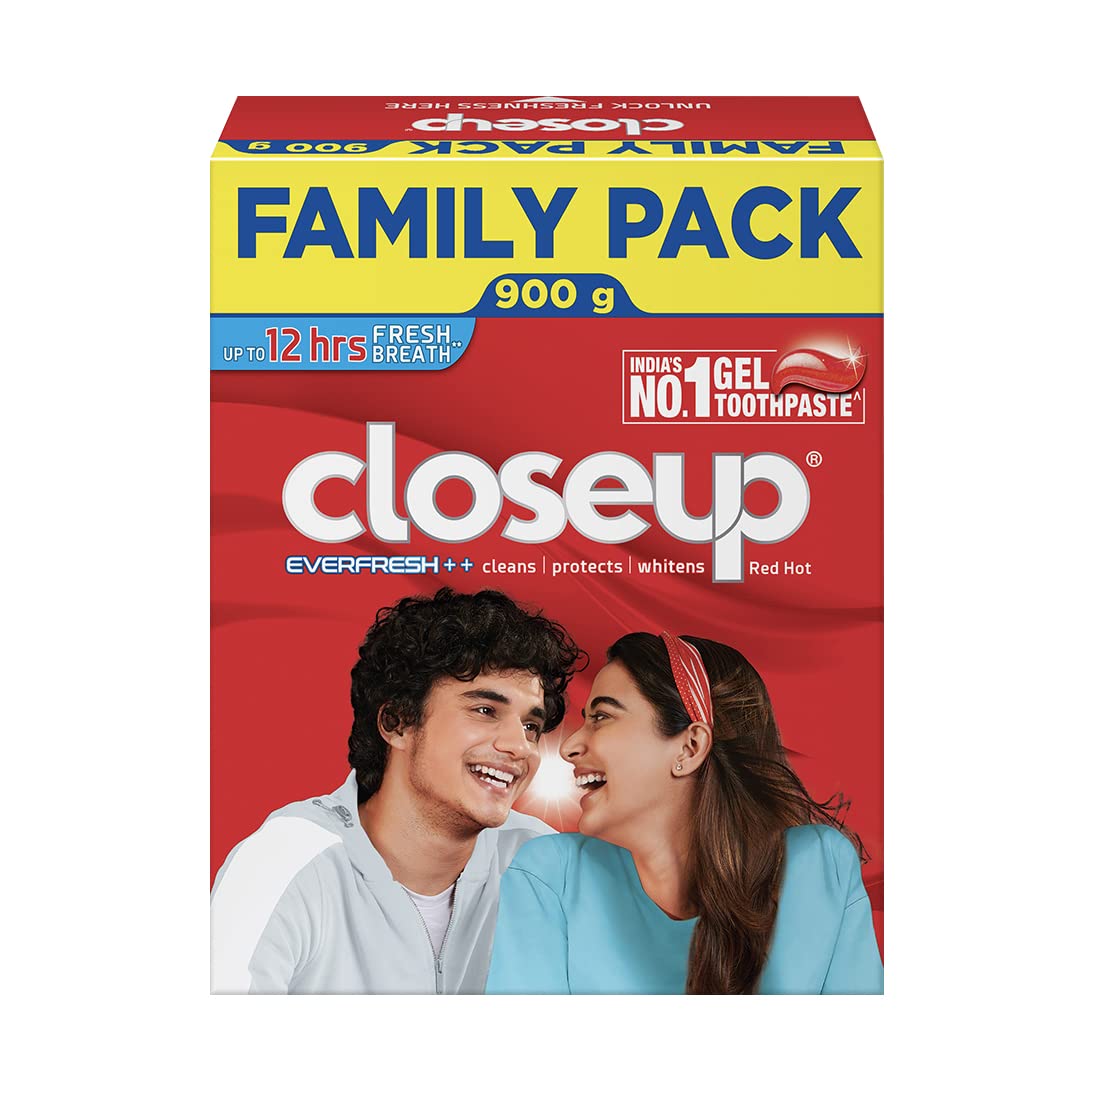 UNLOCK FRESHNESS HERE
closeup
FAMILY PACK 900 g
FAMILY PACK
900 g
UP TO 12 hrs FRESH BREATH**
INDIA'S NO.1 GEL TOOTHPASTE^
closeup®
EVERFRESH++ cleans | protects | whitens Red Hot